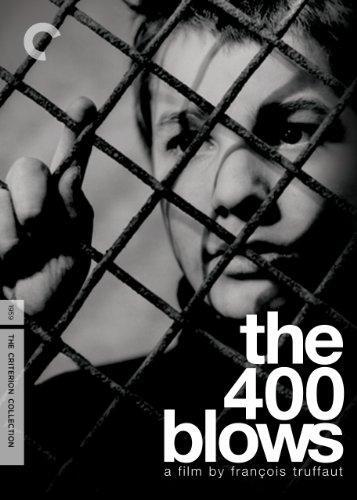 1959
THE CRITERION COLLECTION
the
400
blows
a film by françois truffaut